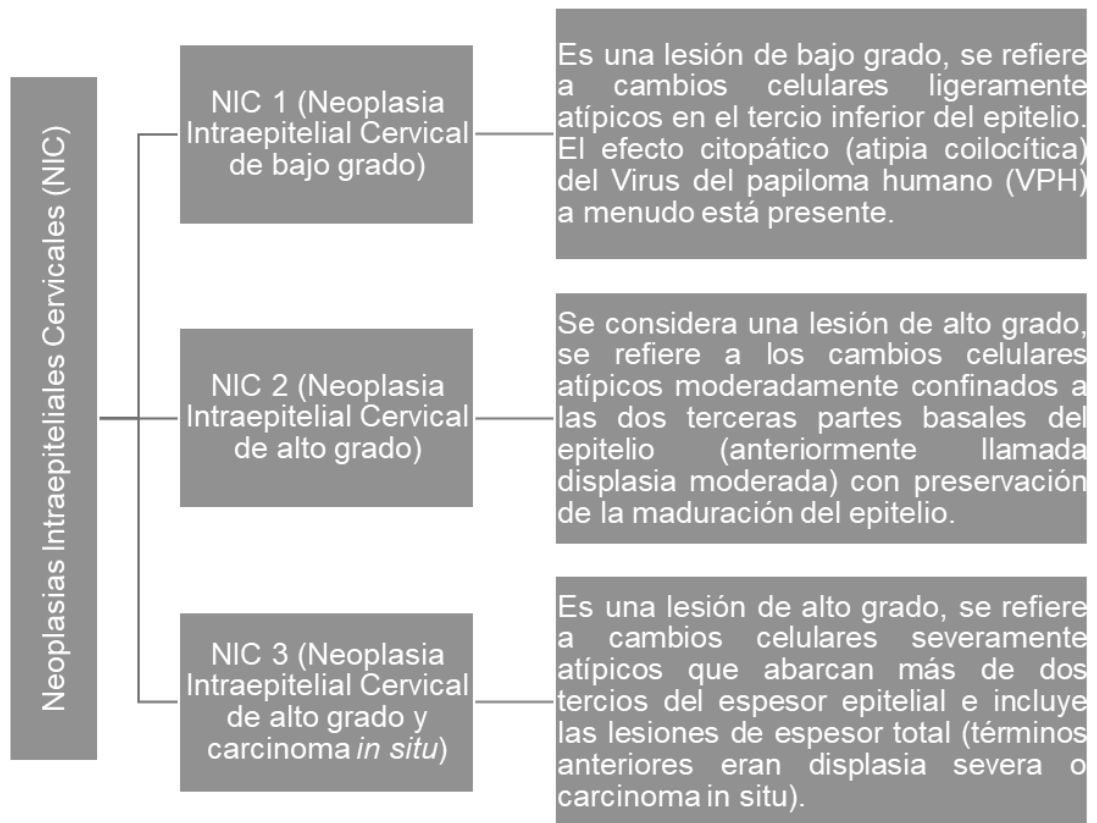 Neoplasias Intraepiteliales Cervicales (NIC)
NIC 1 (Neoplasia
Intraepitelial Cervical
de bajo grado)
Es una lesión de bajo grado, se refiere
a cambios celulares ligeramente
atípicos en el tercio inferior del epitelio.
El efecto citopático (atipia coilocítica)
del Virus del papiloma humano (VPH)
a menudo está presente.
NIC 2 (Neoplasia
Intraepitelial Cervical
de alto grado)
Se considera una lesión de alto grado,
se refiere a los cambios celulares
atípicos moderadamente confinados a
las dos terceras partes basales del
epitelio (anteriormente llamada
displasia moderada) con preservación
de la maduración del epitelio.
NIC 3 (Neoplasia
Intraepitelial Cervical
de alto grado y
carcinoma in situ)
Es una lesión de alto grado, se refiere
a cambios celulares severamente
atípicos que abarcan más de dos
tercios del espesor epitelial e incluye
las lesiones de espesor total (términos
anteriores eran displasia severa o
carcinoma in situ).